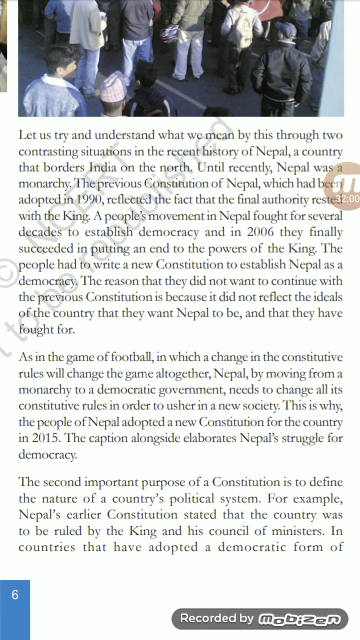 Let us try and understand what we mean by this through two
contrasting situations in the recent history of Nepal, a country
that borders India on the north. Until recently, Nepal was a
monarchy. The previous Constitution of Nepal, which had been
adopted in 1990, reflected the fact that the final authority rested
with the King. A people's movement in Nepal fought for several
decades to establish democracy and in 2006 they finally
succeeded in putting an end to the powers of the King. The
people had to write a new Constitution to establish Nepal as a
democracy. The reason that they did not want to continue with
the previous Constitution is because it did not reflect the ideals
of the country that they want Nepal to be, and that they have
fought for.
As in the game of football, in which a change in the constitutive
rules will change the game altogether, Nepal, by moving from a
monarchy to a democratic government, needs to change all its
constitutive rules in order to usher in a new society. This is why,
the people of Nepal adopted a new Constitution for the country
in 2015. The caption alongside elaborates Nepal's struggle for
democracy.
The second important purpose of a Constitution is to define
the nature of a country's political system. For example,
Nepal's earlier Constitution stated that the country was
to be ruled by the King and his council of ministers. In
countries that have adopted a democratic form of
6
32:00
© NCERT
not to be republished
Recorded by mobizen